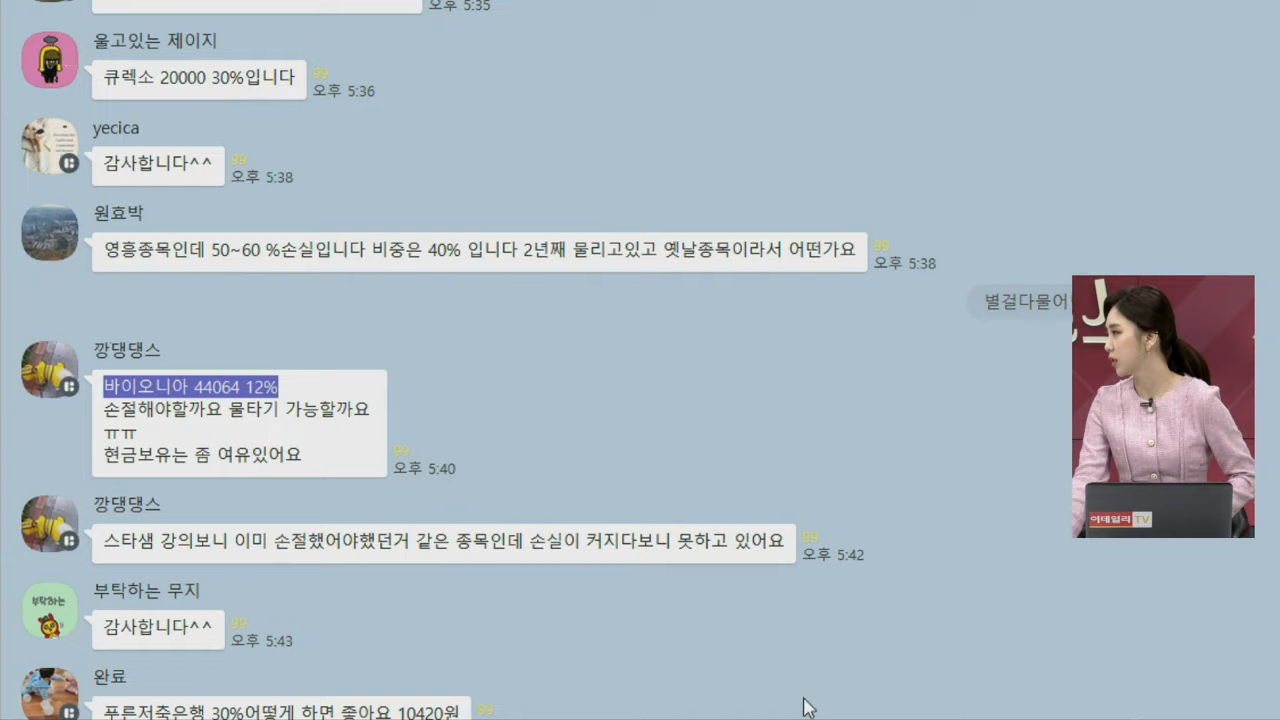 오후 5:35
울고있는 제이지
큐렉소 20000 30%입니다
99
오후 5:36
yecica
감사합니다^^
99
오후 5:38
원효박
영흥종목인데 50~60 %손실입니다 비중은 40% 입니다 2년째 물리고있고 옛날종목이라서 어떤가요
99
오후 5:38
별걸다물어
깡댕댕스
바이오니아 44064 12%
손절해야할까요 물타기 가능할까요
ㅠㅠ
현금보유는 좀 여유있어요
99
오후 5:40
이데일리 TV
깡댕댕스
스타샘 강의보니 이미 손절했어야했던거 같은 종목인데 손실이 커지다보니 못하고 있어요
99
오후 5:42
부탁하는 무지
부탁하는
감사합니다^^
99
오후 5:43
완료
푸른저축은행 30%어떻게 하면 좋아요 10420원
99